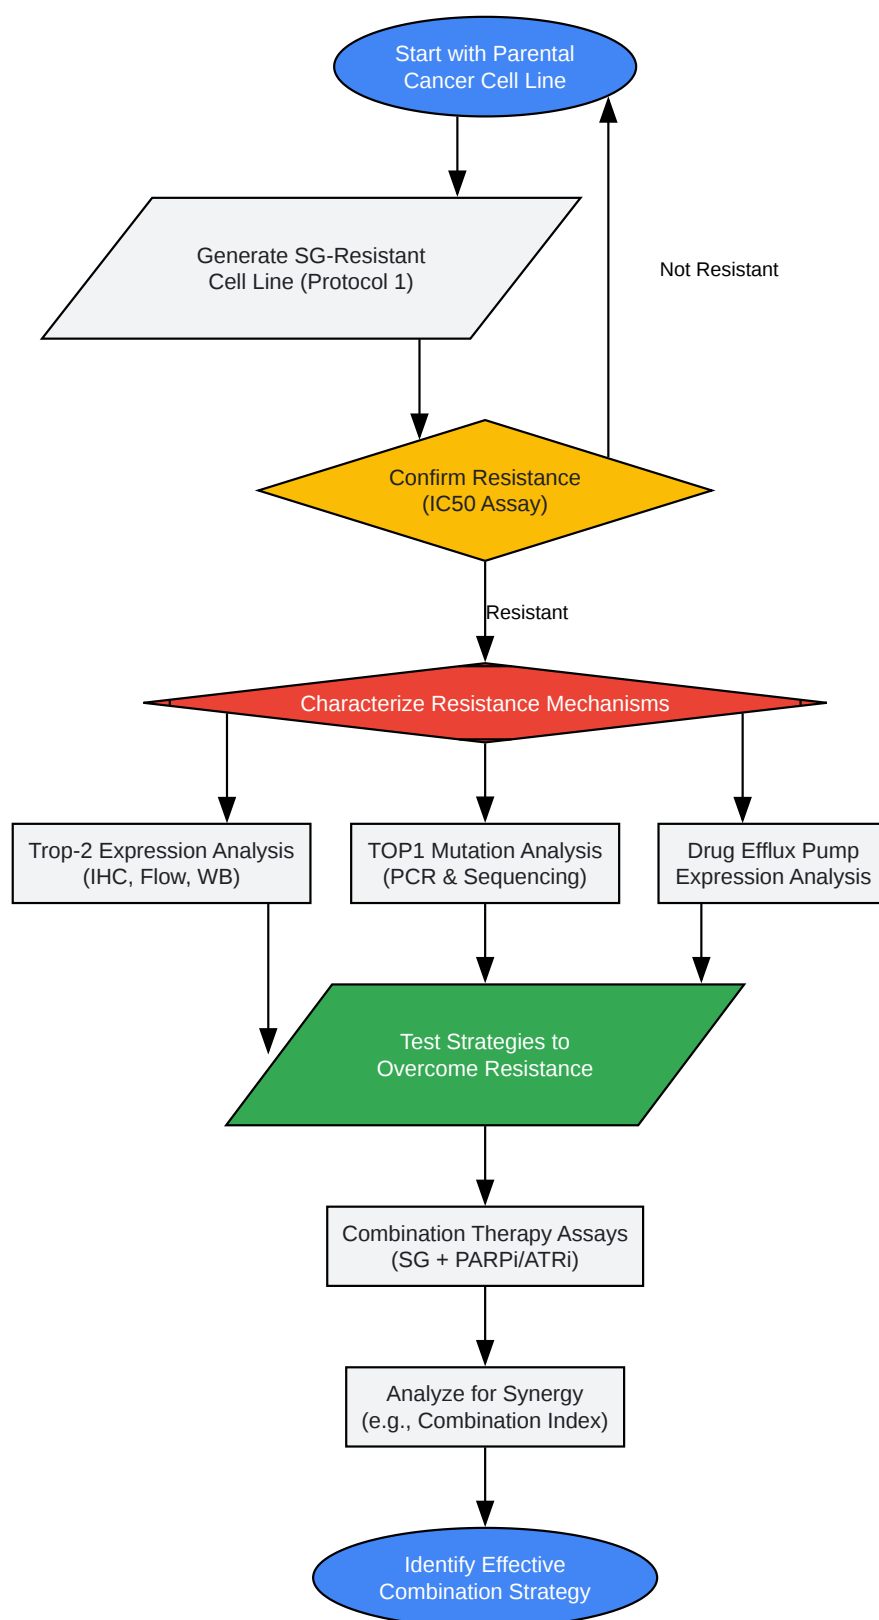 Start with Parental
Cancer Cell Line
Generate SG-Resistant
Cell Line (Protocol 1)
Not Resistant
Confirm Resistance
(IC50 Assay)
Resistant
Characterize Resistance Mechanisms
Trop-2 Expression Analysis
(IHC, Flow, WB)
TOP1 Mutation Analysis
(PCR & Sequencing)
Drug Efflux Pump
Expression Analysis
Test Strategies to
Overcome Resistance
Combination Therapy Assays
(SG + PARPi/ATRi)
Analyze for Synergy
(e.g., Combination Index)
Identify Effective
Combination Strategy